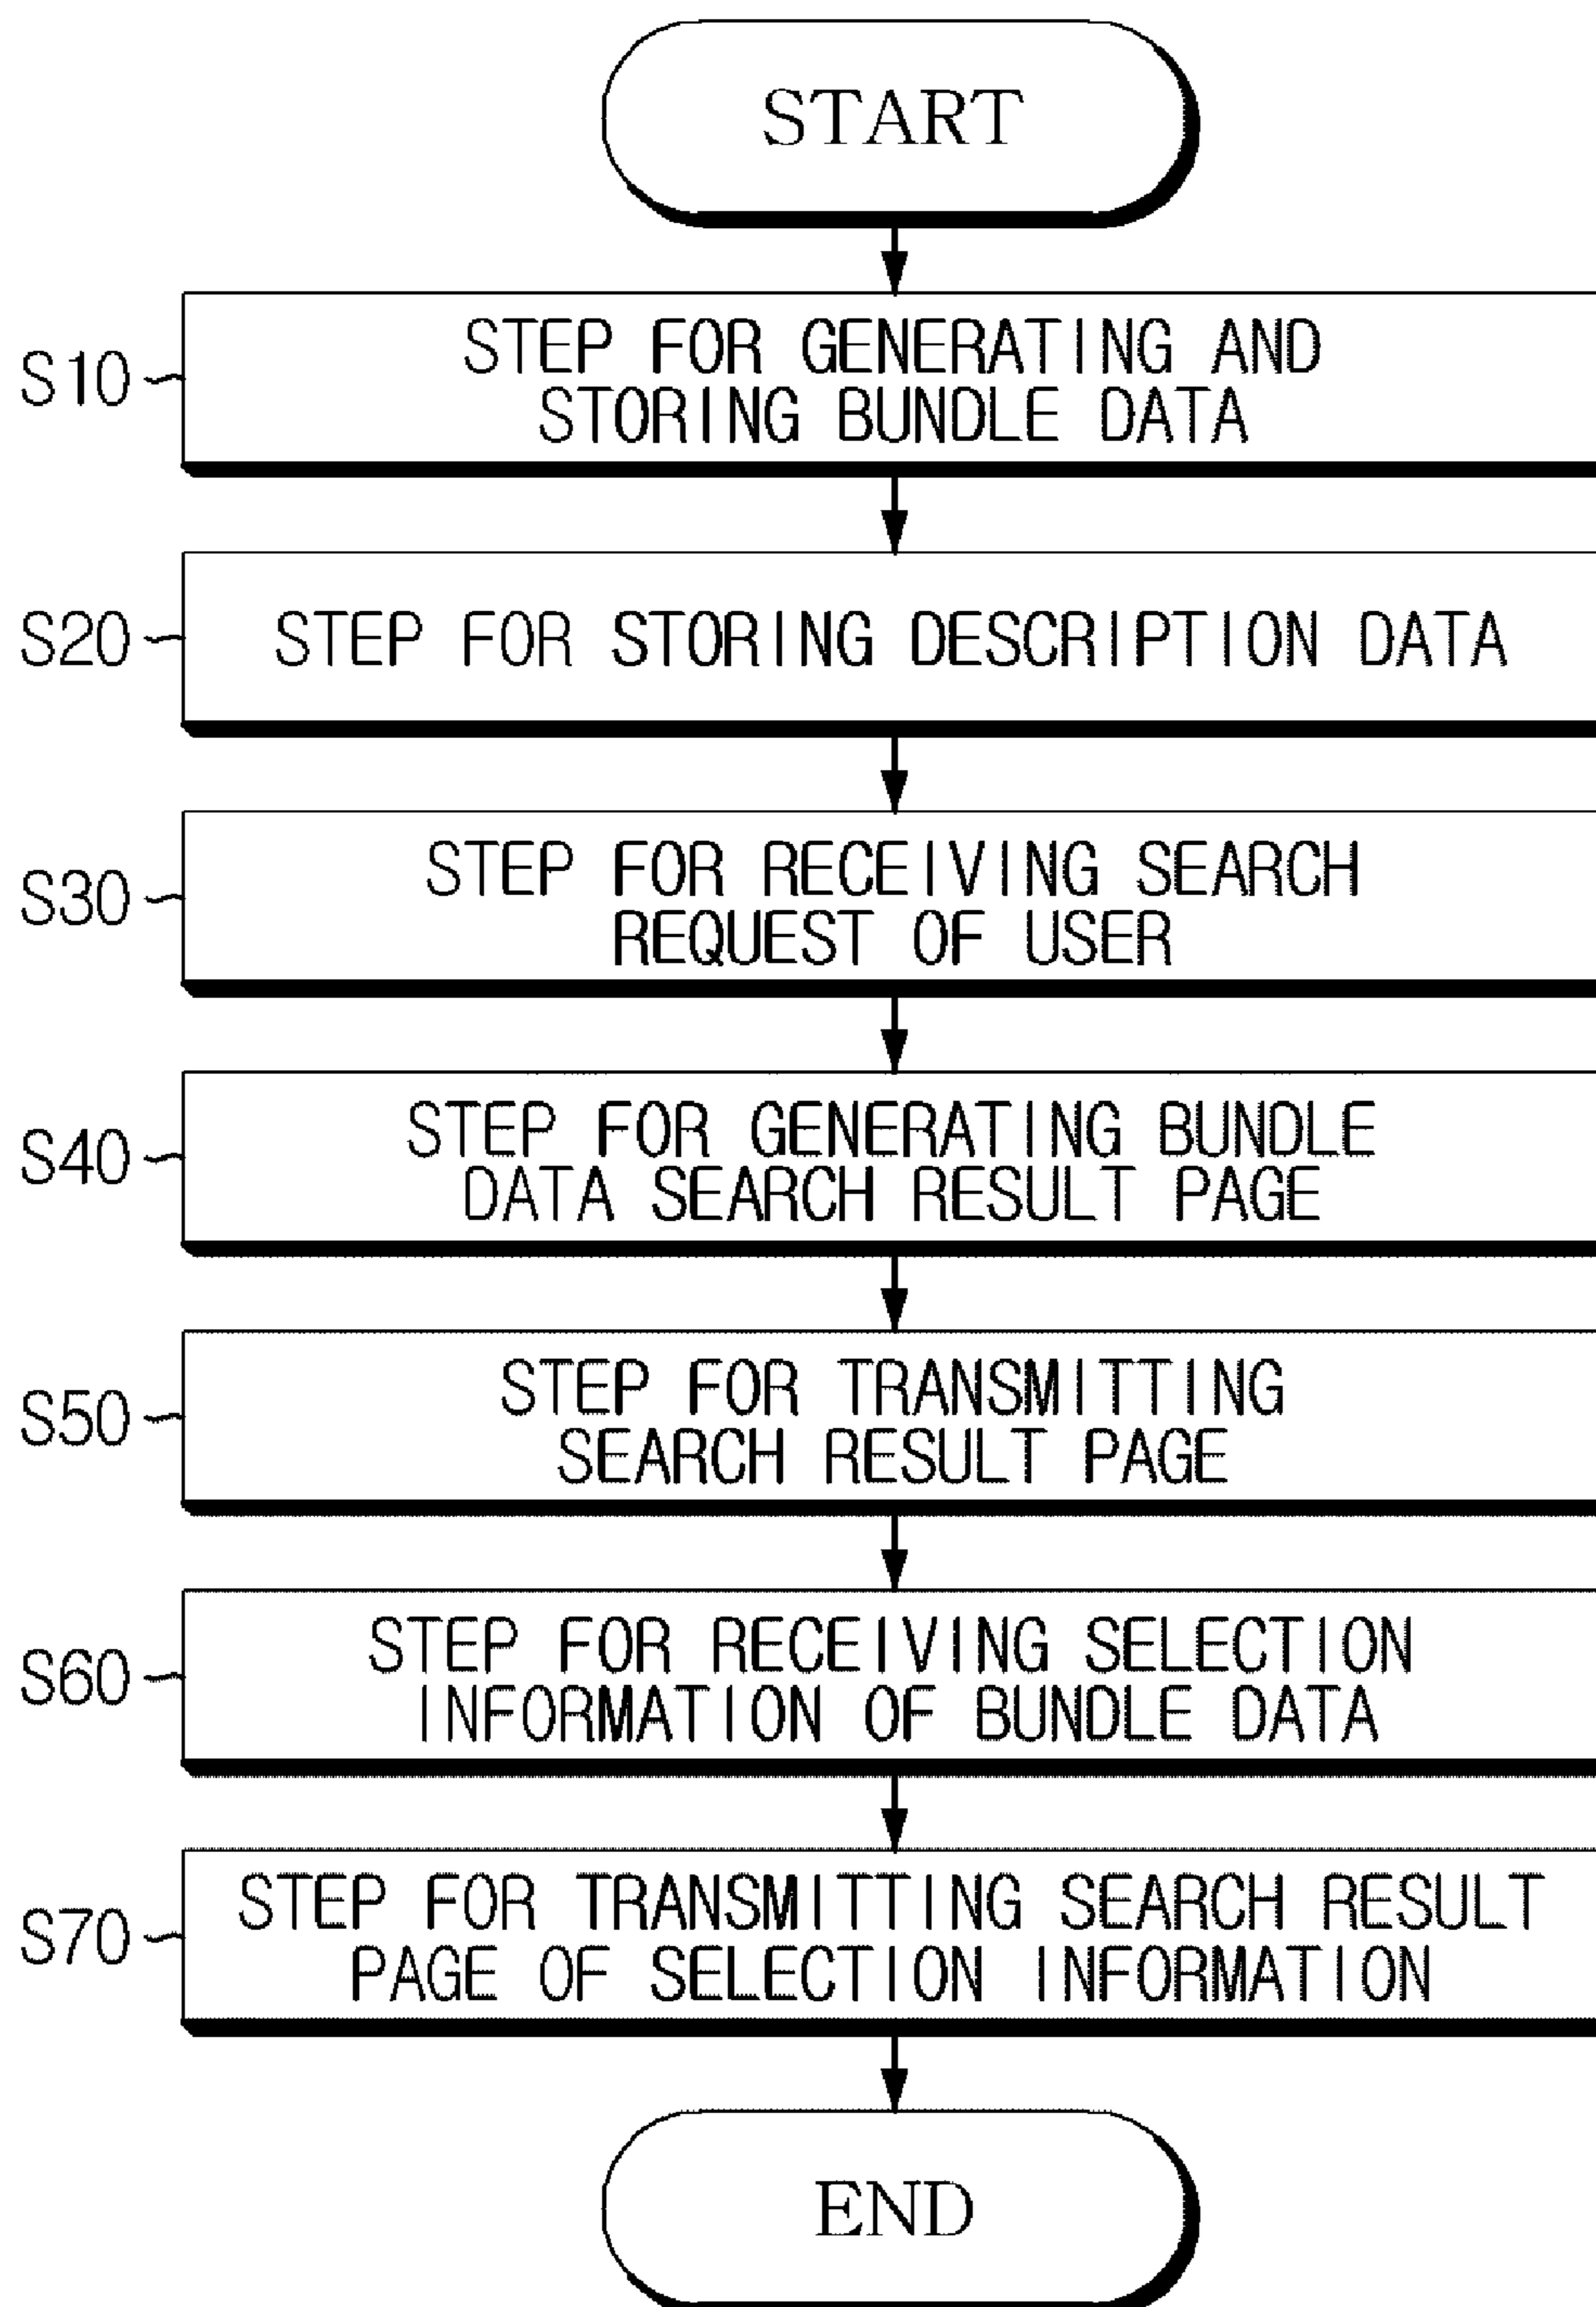 START
S10
STEP FOR GENERATING AND
STORING BUNDLE DATA
S20
STEP FOR STORING DESCRIPTION DATA
S30
STEP FOR RECEIVING SEARCH
REQUEST OF USER
S40
STEP FOR GENERATING BUNDLE
DATA SEARCH RESULT PAGE
S50
STEP FOR TRANSMITTING
SEARCH RESULT PAGE
S60
STEP FOR RECEIVING SELECTION
INFORMATION OF BUNDLE DATA
S70
STEP FOR TRANSMITTING SEARCH RESULT
PAGE OF SELECTION INFORMATION
END